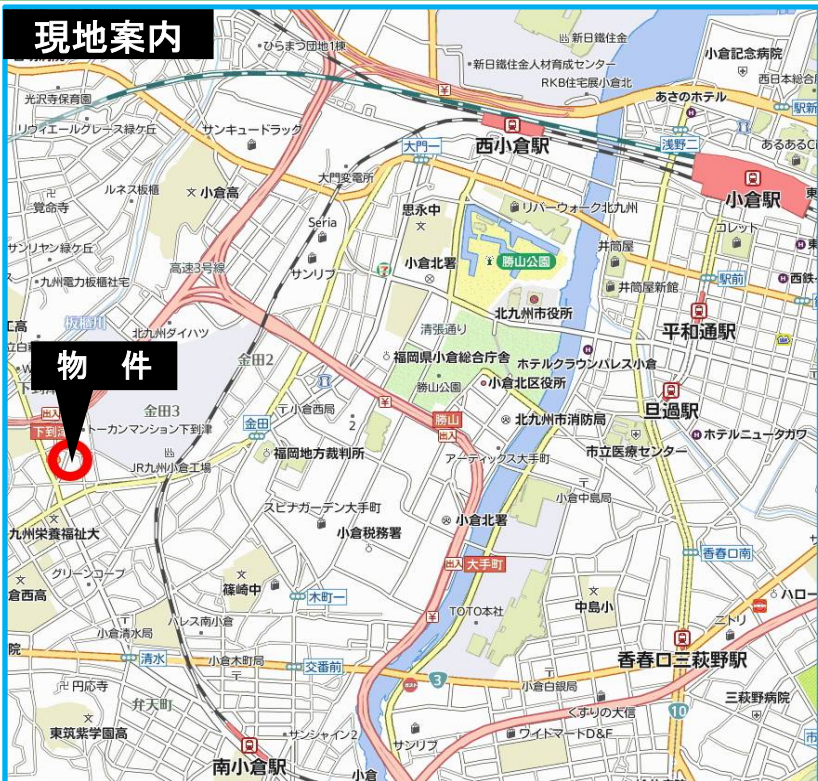 現地案内
ひらまつ団地1棟
新日鐵住金
新日鐵住金人材育成センター
小倉記念病院
RKB住宅展小倉北
西日本総合
光沢寺保育園
あさのホテル
駅新
リヴィエールグレース緑ケ丘
サンキュードラッグ
大門一
西小倉駅
浅野二
あるあるCi
大門変電所
小倉駅
ルネス板櫃
小倉高
覚命寺
思永中
リバーウォーク北九州
コレット
Seria
サンリヤン緑ケ丘
小倉北署
勝山公園
井筒屋
高速3号線
サンリブ
駅前
西鉄
九州電力板櫃社宅
井筒屋新館
北九州市役所
板櫃川
工高
北九州ダイハツ
清張通り
平和通駅
物 件
金田2
福岡県小倉総合庁舎
ホテルクラウンパレス小倉
勝山公園
小倉北区役所
旦過駅
金田3
小倉西局
2
出入
勝山
出入
北九州市消防局
下到津
トーカンマンション下到津
金田
ホテルニュータガワ
JR九州小倉工場
福岡地方裁判所
アーティックス大手町
市立医療センター
小倉中島局
スピナガーデン大手町
九州栄養福祉大
小倉税務署
小倉北署
香春口南
グリーンコープ
出入
大手町
倉西高
篠崎中
木町一
中島小
ハロー
パレス南小倉
TOTO本社
ニトリ
小倉清水局
院
清水
小倉木町局
交番前
香春口三萩野駅
3
小倉白銀局
円応寺
弁天町
10
三萩野病院
くすりの大信
東筑紫学園高
サンシャイン2
サンリブ
ワイトマートD&F
市
南小倉駅
小倉